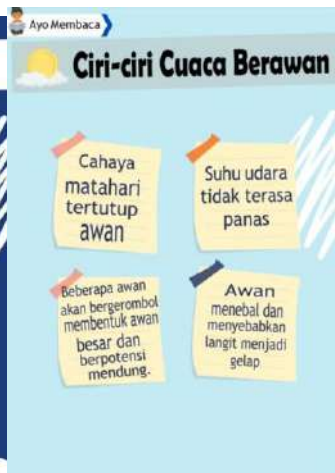 Ayo Membaca
Ciri-ciri Cuaca Berawan
Cahaya
matahari
tertutup
awan
Suhu udara
tidak terasa
panas
Beberapa awan
akan bergerombol
membentuk awan
besar dan
berpotensi
mendung.
Awan
menebal dan
menyebabkan
langit menjadi
gelap